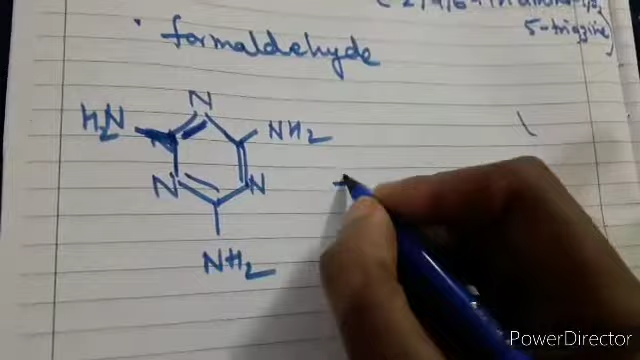 5-triazine)
• formaldehyde
N
H2N
NH2
N
N
NH2
PowerDirector